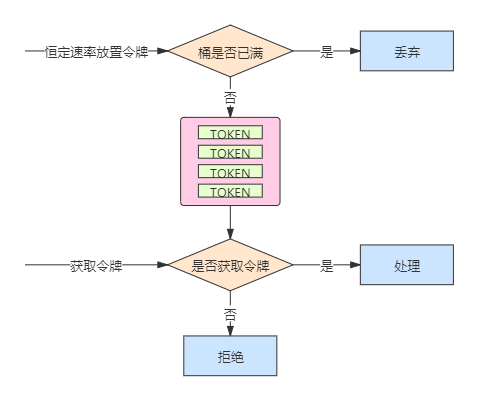 恒定速率放置令牌
桶是否已满
是
丢弃
否
TOKEN
TOKEN
TOKEN
TOKEN
获取令牌
是否获取令牌
是
处理
否
拒绝